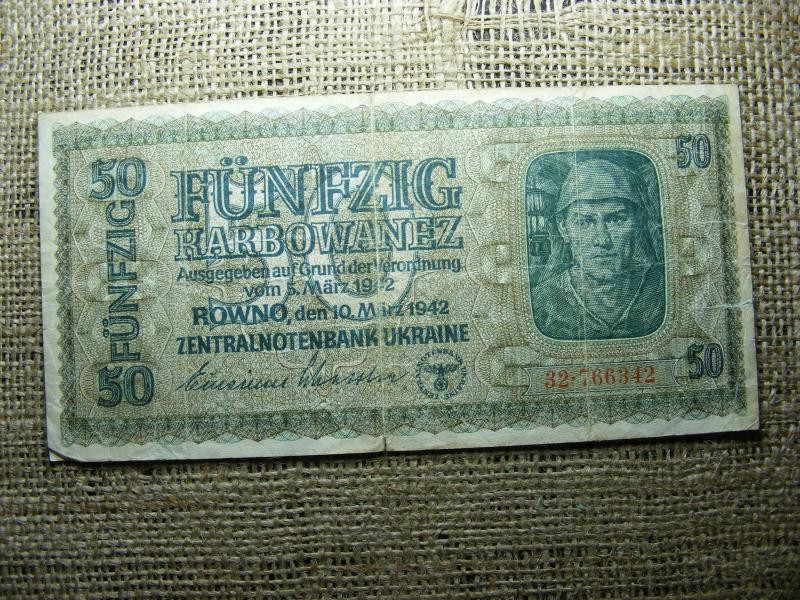 50
FÜNFZIG
50
FÜNFZIG
KARBOWANEZ
50
Ausgegeben auf Grund der Verordnung
vom 5. März 1942
ROWNO, den 10. März 1942
ZENTRALNOTENBANK UKRAINE
50
32·766342
50